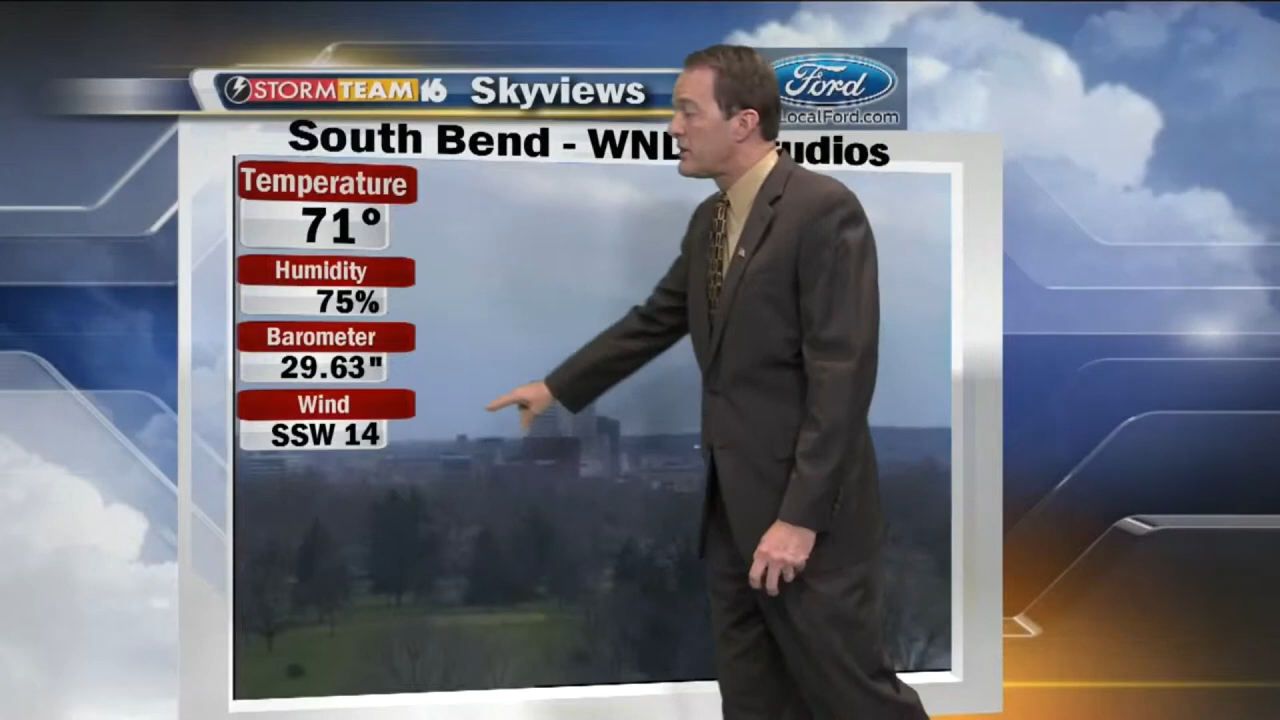 STORMTEAM16 Skyviews
Ford
LocalFord.com
South Bend - WND udios
Temperature
71°
Humidity
75%
Barometer
29.63"
Wind
SSW 14